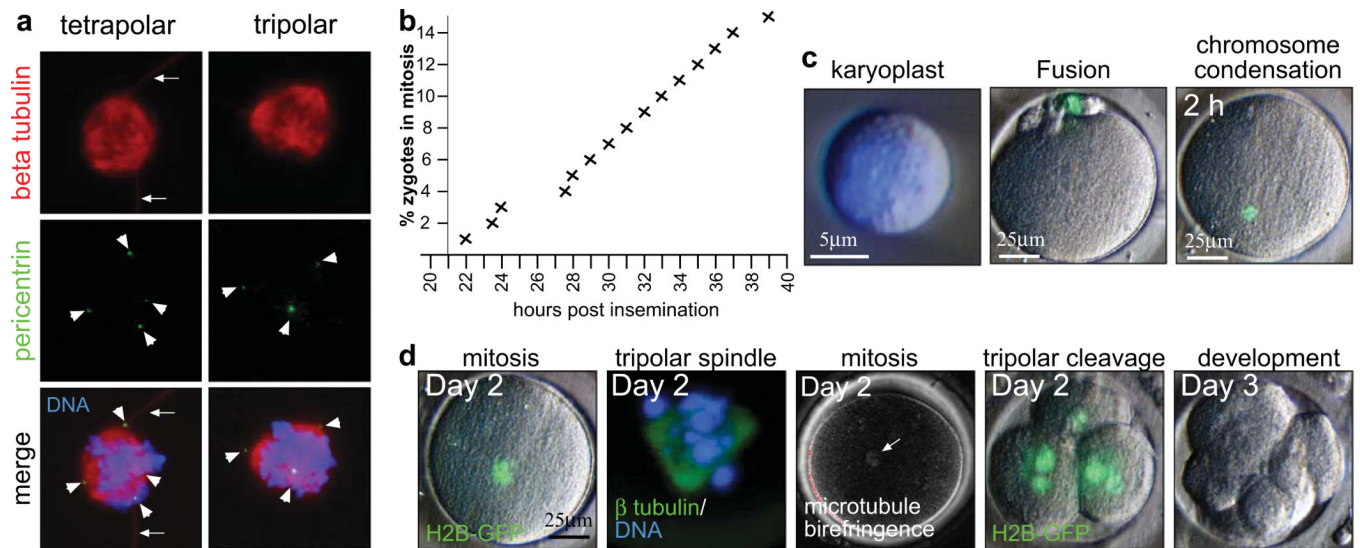 a
tetrapolar
tripolar
beta tubulin
pericentrin
merge
DNA
b
% zygotes in mitosis
14
12
10
8
6
4
2
20 22 24 26 28 30 32 34 36 38 40
hours post insemination
c
karyoplast
Fusion
chromosome
condensation
2 h
5µm
25µm
25µm
d
mitosis
tripolar spindle
mitosis
tripolar cleavage
development
Day 2
Day 2
Day 2
Day 2
Day 3
H2B-GFP
25µm
β tubulin/
DNA
microtubule
birefringence
H2B-GFP